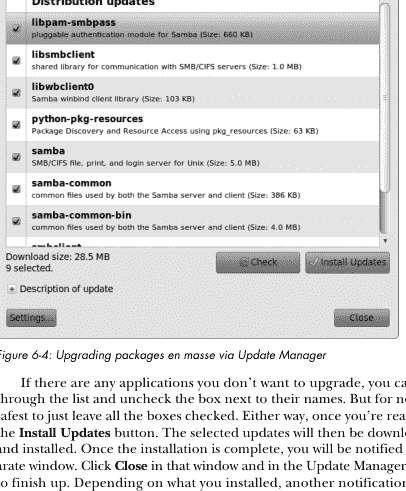 Distribution updates
libpam-smbpass
pluggable authentication module for Samba (Size: 660 KB)
libsmbclient
shared library for communication with SMB/CIFS servers (Size: 1.0 MB)
libwbclient0
Samba winbind client library (Size: 103 KB)
python-pkg-resources
Package Discovery and Resource Access using pkg_resources (Size: 63 KB)
samba
SMB/CIFS file, print, and login server for Unix (Size: 5.0 MB)
samba-common
common files used by both the Samba server and client (Size: 386 KB)
samba-common-bin
common files used by both the Samba server and client (Size: 4.0 MB)
smbclient
Download size: 28.5 MB
9 selected.
Check Install Updates
Description of update
Settings... Close
Figure 6-4: Upgrading packages en masse via Update Manager
If there are any applications you don't want to upgrade, you ca
through the list and uncheck the box next to their names. But for n
afest to just leave all the boxes checked. Either way, once you're rea
he Install Updates button. The selected updates will then be downl
and installed. Once the installation is complete, you will be notified
arate window. Click Close in that window and in the Update Manager
o finish up. Depending on what you installed, another notification